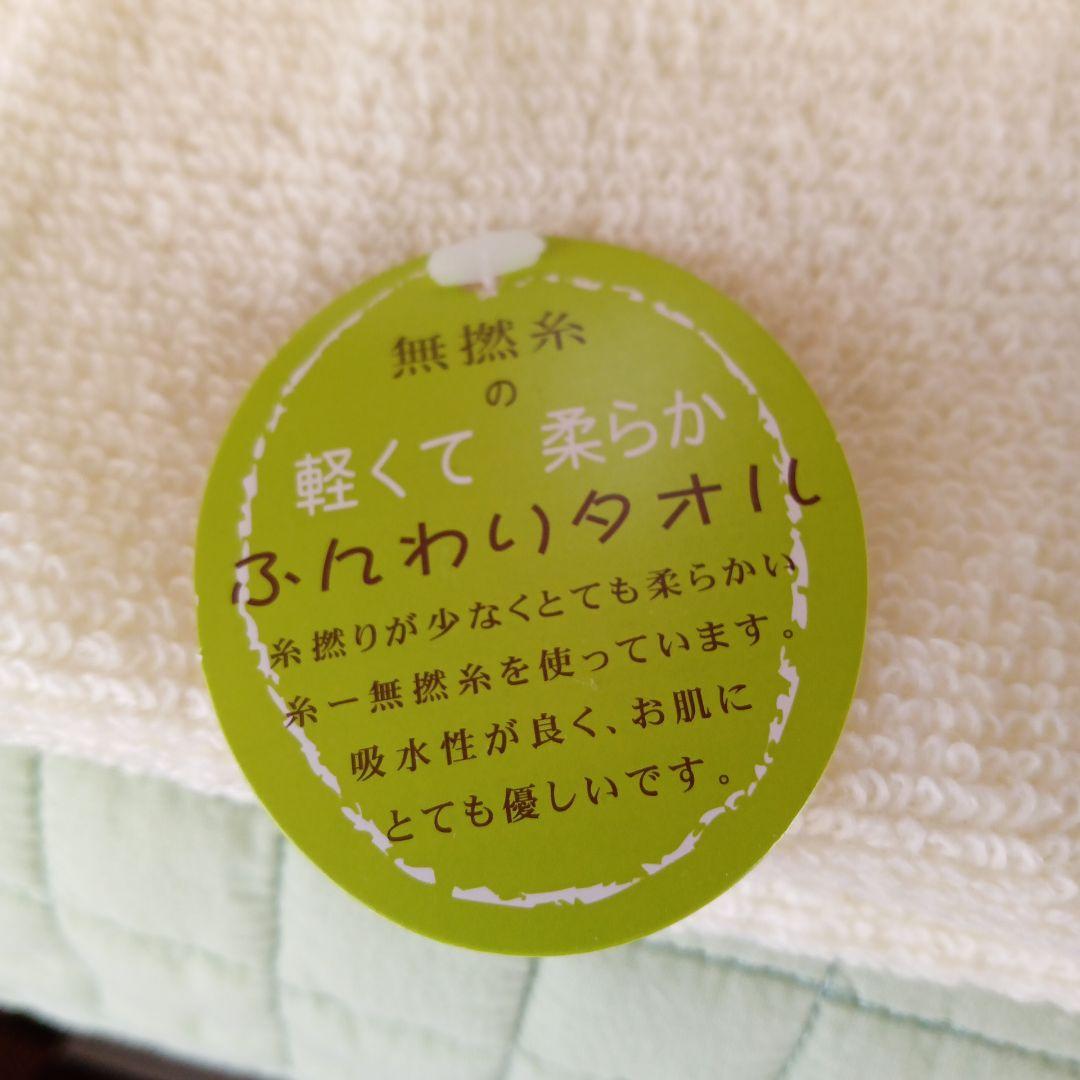 無撚糸
の
軽くて 柔らか
ふんわりタオル
糸撚りが少なくとても柔らかい
糸ー無撚糸を使っています。
吸水性が良く、お肌に
とても優しいです。